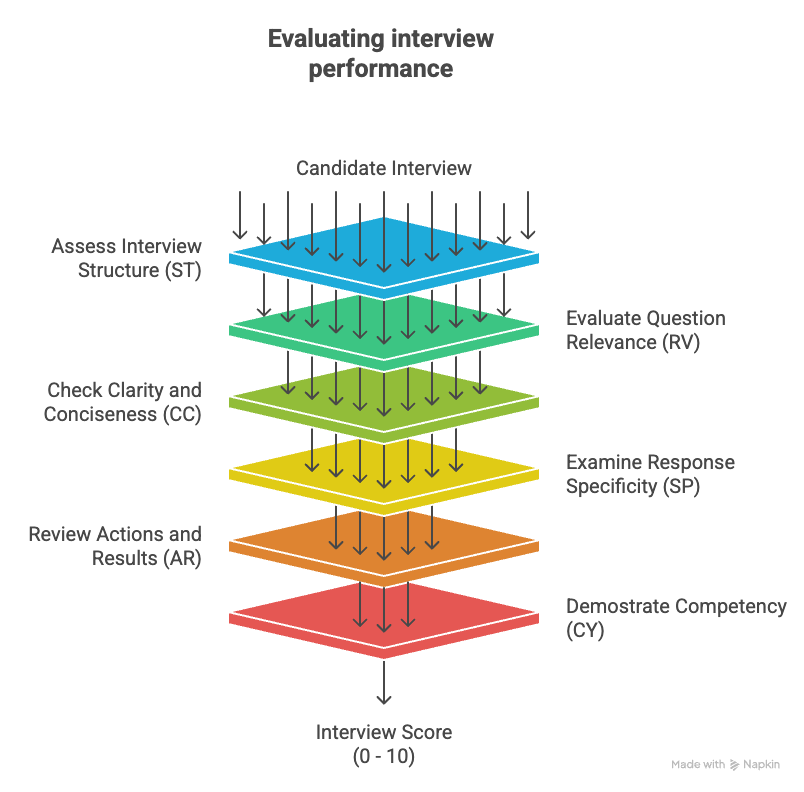 Evaluating interview
performance
Candidate Interview
Assess Interview
Structure (ST)
Evaluate Question
Relevance (RV)
Check Clarity and
Conciseness (CC)
Examine Response
Specificity (SP)
Review Actions and
Results (AR)
Demostrate Competency
(CY)
Interview Score
(0 - 10)
Made with Napkin